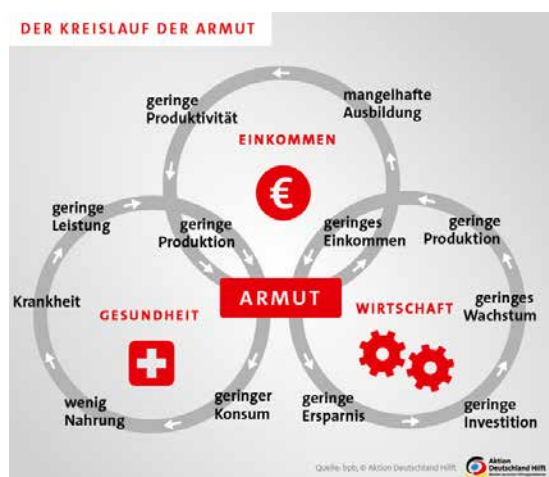 DER KREISLAUF DER ARMUT
geringe
Produktivität
mangelhafte
Ausbildung
EINKOMMEN
€
geringe
Leistung
geringe
Produktion
geringes
Einkommen
geringe
Produktion
ARMUT
Krankheit
GESUNDHEIT
WIRTSCHAFT
geringes
Wachstum
wenig
Nahrung
geringer
Konsum
geringe
Ersparnis
geringe
Investition
Quelle: bpb, © Aktion Deutschland Hilft
Aktion
Deutschland Hilft